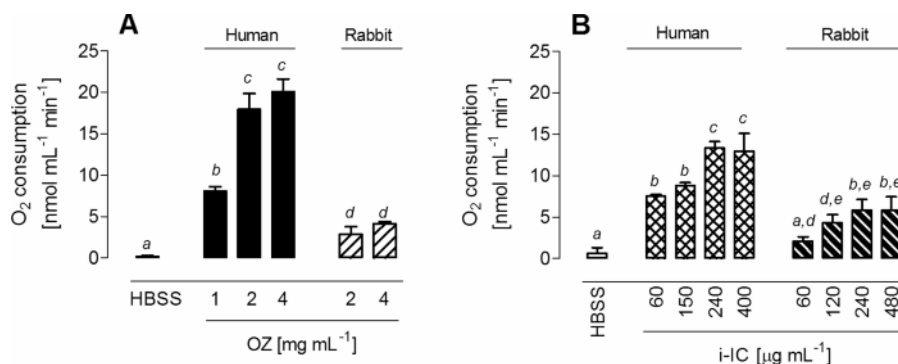 A
Human
Rabbit
O₂ consumption
[nmol mL⁻¹ min⁻¹]
25
20
15
10
5
0
a
b
c
c
d
d
HBSS
1
2
4
2
4
OZ [mg mL⁻¹]
B
Human
Rabbit
O₂ consumption
[nmol mL⁻¹ min⁻¹]
25
20
15
10
5
0
a
b
b
c
c
a,d
d,e
b,e
b,e
HBSS
60
150
240
400
60
120
240
480
i-IC [µg mL⁻¹]